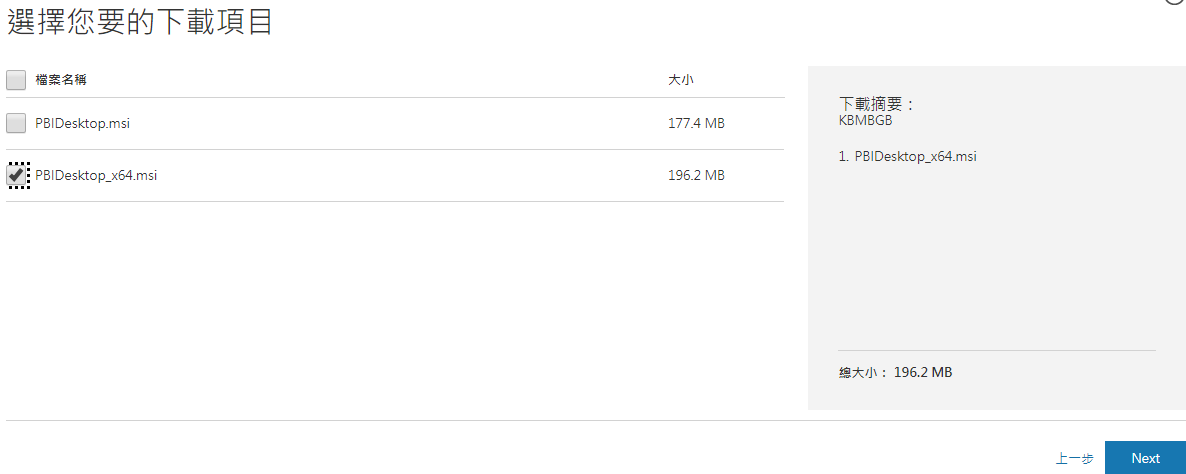 選擇您要的下載項目
檔案名稱 大小
PBIDesktop.msi 177.4 MB
PBIDesktop_x64.msi 196.2 MB
下載摘要：
KBMBGB
1. PBIDesktop_x64.msi
總大小： 196.2 MB
上一步 Next